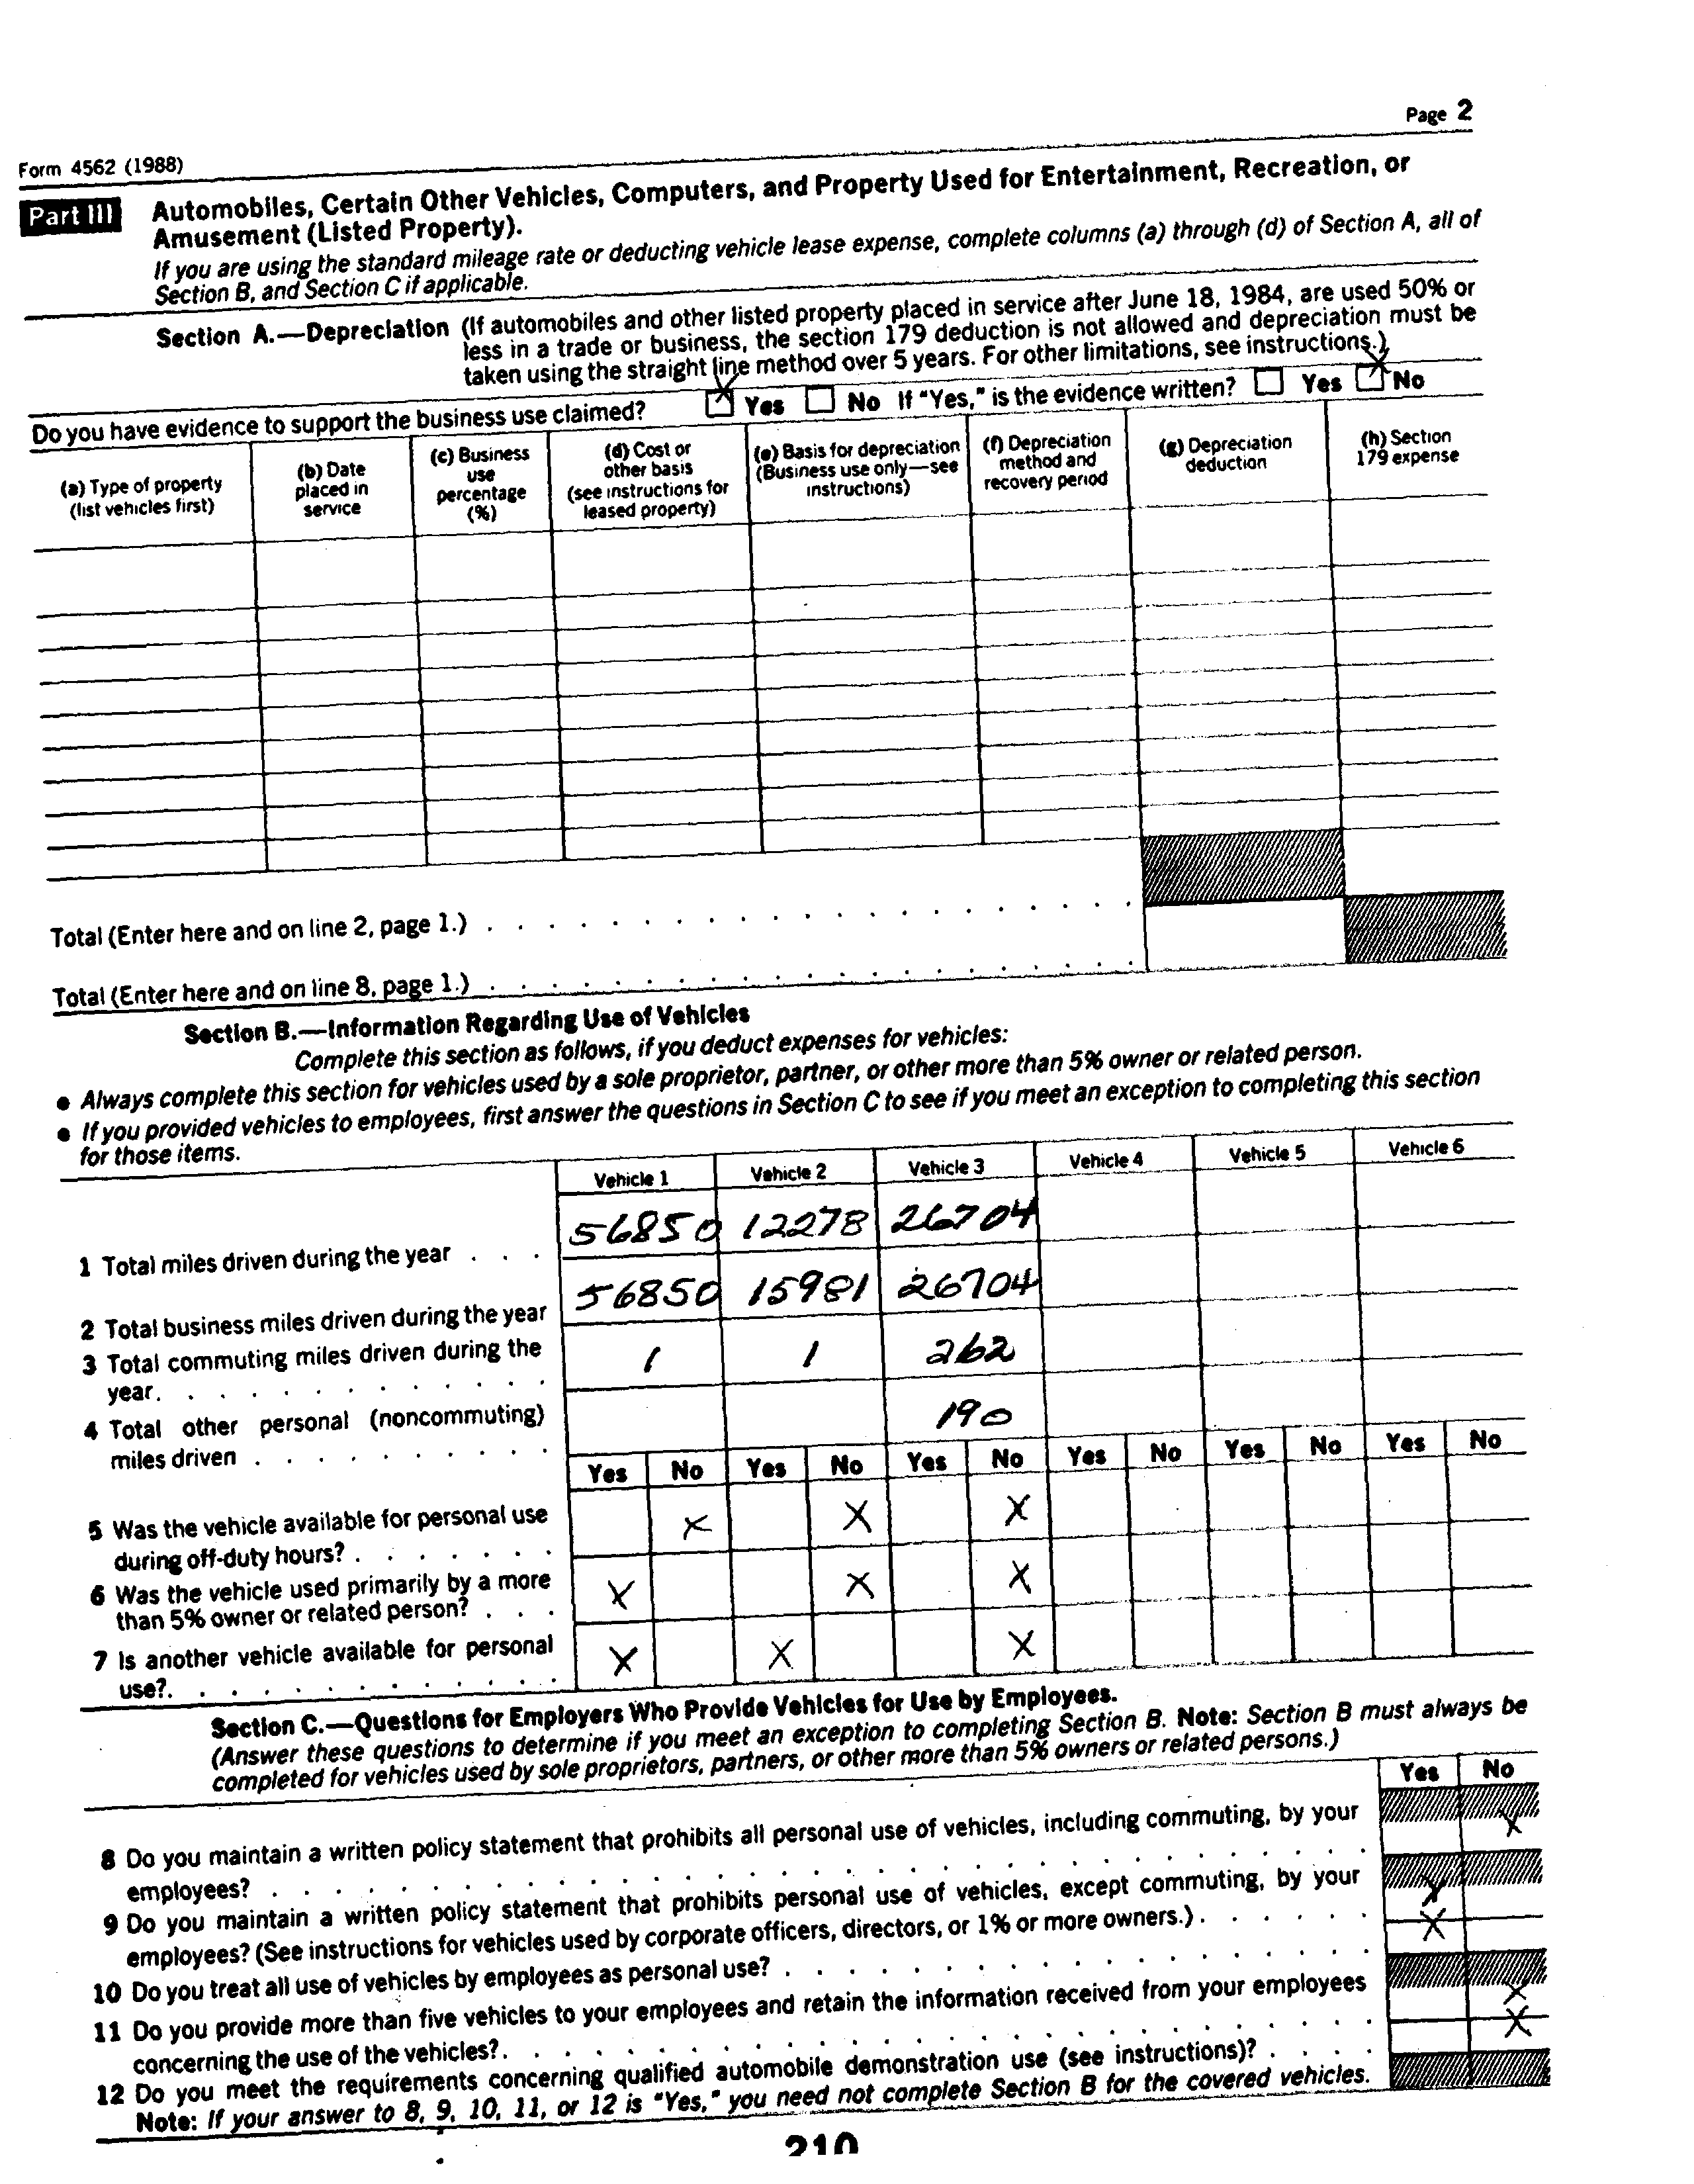 Page 2
Form 4562 (1988)
Part III Automobiles, Certain Other Vehicles, Computers, and Property Used for Entertainment, Recreation, or
Amusement (Listed Property).
If you are using the standard mileage rate or deducting vehicle lease expense, complete columns (a) through (d) of Section A, all of
Section B, and Section C if applicable.
Section A.—Depreciation (If automobiles and other listed property placed in service after June 18, 1984, are used 50% or
less in a trade or business, the section 179 deduction is not allowed and depreciation must be
taken using the straight line method over 5 years. For other limitations, see instructions.)
Do you have evidence to support the business use claimed? X Yes No If "Yes," is the evidence written? Yes X No
(a) Type of property
(list vehicles first)
(b) Date
placed in
service
(c) Business
use
percentage
(%)
(d) Cost or
other basis
(see instructions for
leased property)
(e) Basis for depreciation
(Business use only—see
instructions)
(f) Depreciation
method and
recovery period
(g) Depreciation
deduction
(h) Section
179 expense
Total (Enter here and on line 2, page 1.) . . . . . . . . . . . . . . . . . . . .
Total (Enter here and on line 8, page 1.) . . . . . . . . . . . . . . . . . . . .
Section B.—Information Regarding Use of Vehicles
Complete this section as follows, if you deduct expenses for vehicles:
● Always complete this section for vehicles used by a sole proprietor, partner, or other more than 5% owner or related person.
● If you provided vehicles to employees, first answer the questions in Section C to see if you meet an exception to completing this section
for those items.
Vehicle 1 Vehicle 2 Vehicle 3 Vehicle 4 Vehicle 5 Vehicle 6
1 Total miles driven during the year . . . 56850 12278 26704
2 Total business miles driven during the year 56850 15981 26704
3 Total commuting miles driven during the
year. . . . . . . . . . . . . 1 1 262
4 Total other personal (noncommuting)
miles driven . . . . . . . . . 190
Yes No Yes No Yes No Yes No Yes No Yes No
5 Was the vehicle available for personal use
during off-duty hours? . . . . . . . X X X
6 Was the vehicle used primarily by a more
than 5% owner or related person? . . . X X X
7 Is another vehicle available for personal
use?. . . . . . . . . . . . . X X X
Section C.—Questions for Employers Who Provide Vehicles for Use by Employees.
(Answer these questions to determine if you meet an exception to completing Section B. Note: Section B must always be
completed for vehicles used by sole proprietors, partners, or other more than 5% owners or related persons.)
Yes No
8 Do you maintain a written policy statement that prohibits all personal use of vehicles, including commuting, by your
employees? . . . . . . . . . . . . . . . . . . . . . . . . . . X
9 Do you maintain a written policy statement that prohibits personal use of vehicles, except commuting, by your
employees? (See instructions for vehicles used by corporate officers, directors, or 1% or more owners.) . . . . . . X
10 Do you treat all use of vehicles by employees as personal use? . . . . . . . . . . . . . . . X
11 Do you provide more than five vehicles to your employees and retain the information received from your employees
concerning the use of the vehicles?. . . . . . . . . . . . . . . . . . . . . X
12 Do you meet the requirements concerning qualified automobile demonstration use (see instructions)? . . . . X
Note: If your answer to 8, 9, 10, 11, or 12 is "Yes," you need not complete Section B for the covered vehicles.
210